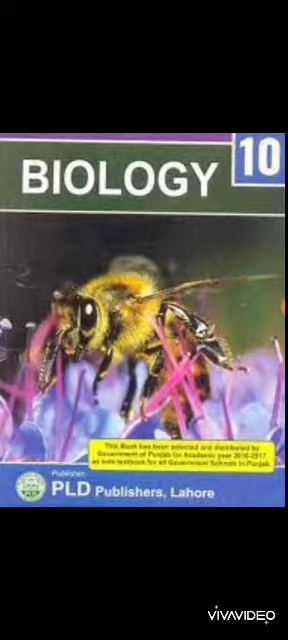 10
BIOLOGY
This Book has been selected and distributed by
Government of Punjab for Academic year 2016-2017
as sole textbook for all Government Schools in Punjab.
Publisher:
PLD Publishers, Lahore
VIVAVIDEO